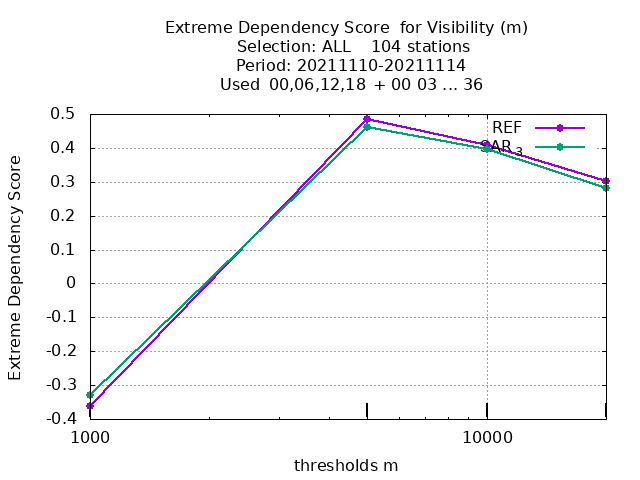 Extreme Dependency Score for Visibility (m)
Selection: ALL 104 stations
Period: 20211110-20211114
Used 00,06,12,18 + 00 03 ... 36
Extreme Dependency Score
0.5
0.4
0.3
0.2
0.1
0
-0.1
-0.2
-0.3
-0.4
REF
1000
10000
thresholds m